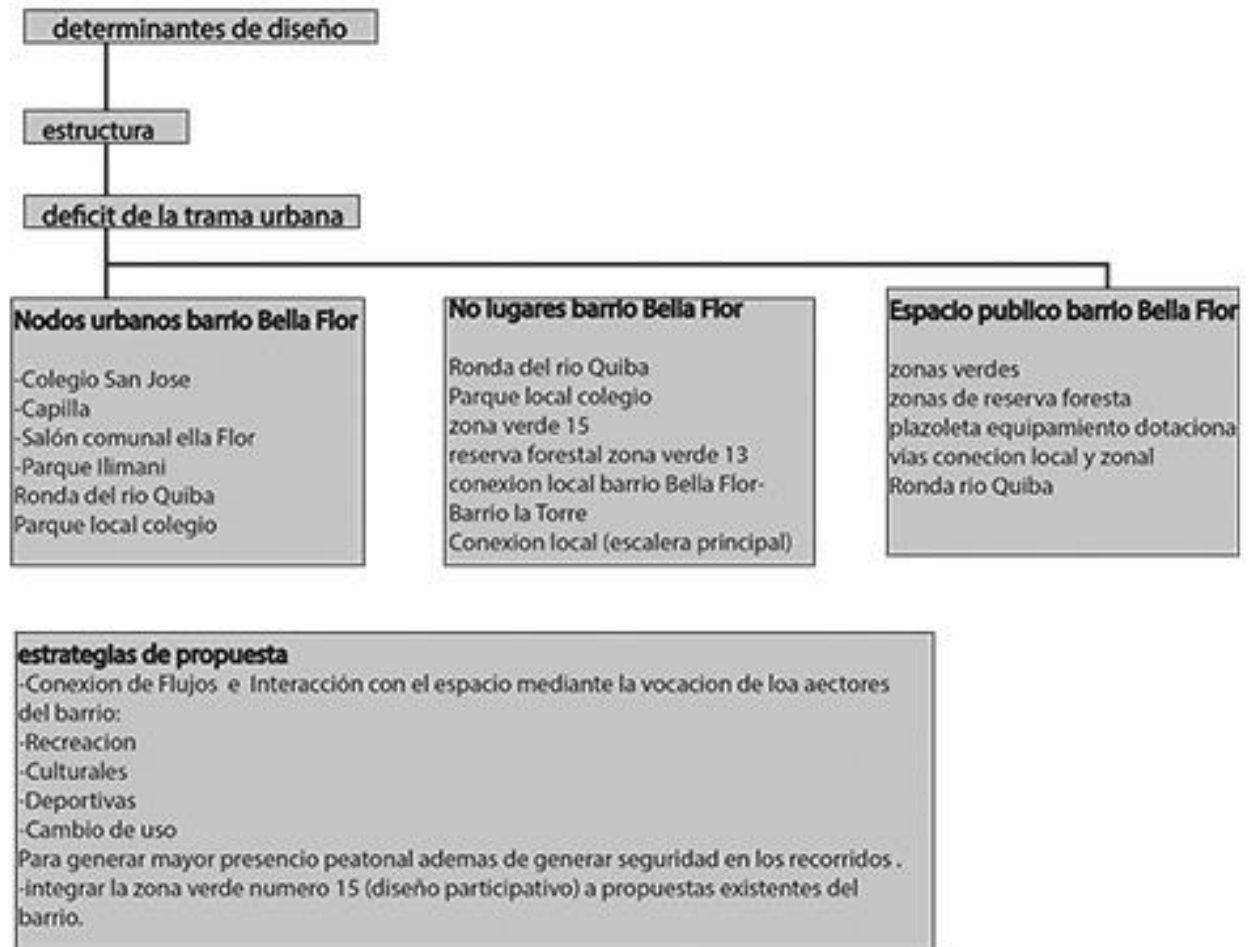 determinantes de diseño
estructura
deficit de la trama urbana
Nodos urbanos barrio Bella Flor
-Colegio San Jose
-Capilla
-Salón comunal ella Flor
-Parque Ilimani
Ronda del rio Quiba
Parque local colegio
No lugares barrio Bella Flor
Ronda del rio Quiba
Parque local colegio
zona verde 15
reserva forestal zona verde 13
conexion local barrio Bella Flor-
Barrio la Torre
Conexion local (escalera principal)
Espacio publico barrio Bella Flor
zonas verdes
zonas de reserva foresta
plazoleta equipamiento dotaciona
vias conecion local y zonal
Ronda rio Quiba
estrategias de propuesta
-Conexion de Flujos e Interacción con el espacio mediante la vocacion de loa aectores
del barrio:
-Recreacion
-Culturales
-Deportivas
-Cambio de uso
Para generar mayor presencio peatonal ademas de generar seguridad en los recorridos .
-integrar la zona verde numero 15 (diseño participativo) a propuestas existentes del
barrio.